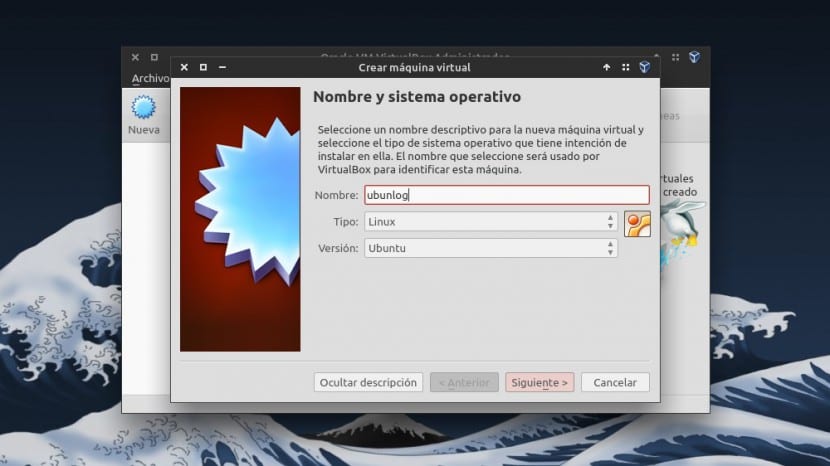 Oracle VM VirtualBox Administrador
Crear máquina virtual
Archivo
Nueva
Nombre y sistema operativo
Seleccione un nombre descriptivo para la nueva máquina virtual y
seleccione el tipo de sistema operativo que tiene intención de
instalar en ella. El nombre que seleccione será usado por
VirtualBox para identificar esta máquina.
Nombre: ubunlog
Tipo: Linux
Versión: Ubuntu
creado
Ocultar descripción < Anterior Siguiente > Cancelar